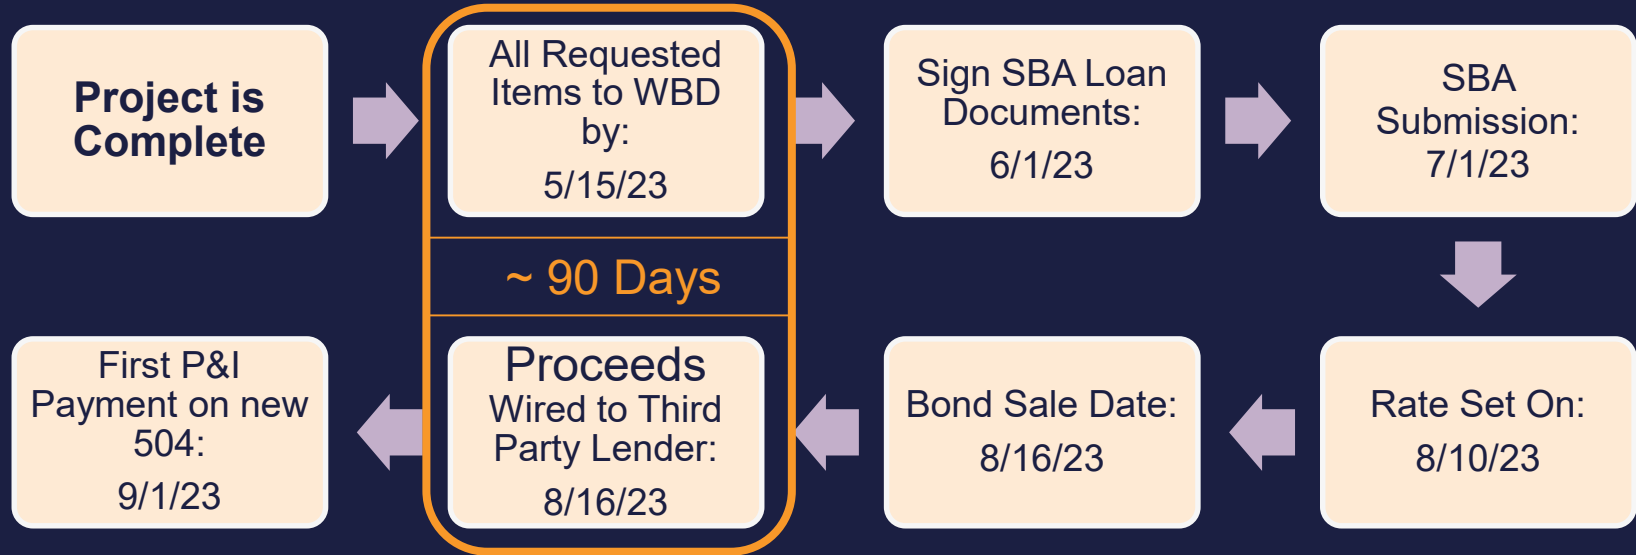 Project is
Complete
All Requested
Items to WBD
by:
5/15/23
Sign SBA Loan
Documents:
6/1/23
SBA
Submission:
7/1/23
~ 90 Days
First P&I
Payment on new
504:
9/1/23
Proceeds
Wired to Third
Party Lender:
8/16/23
Bond Sale Date:
8/16/23
Rate Set On:
8/10/23